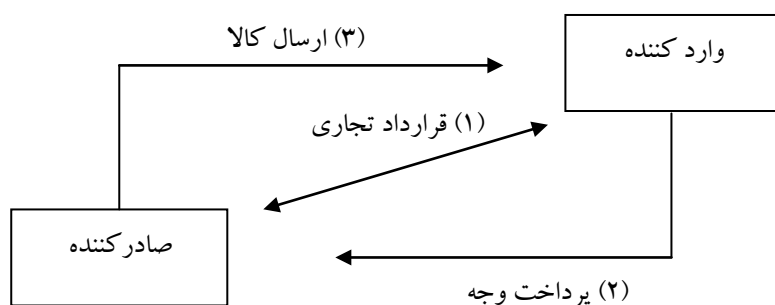 (۳) ارسال کالا
وارد کننده
(۱) قرارداد تجاری
صادرکننده
(۲) پرداخت وجه